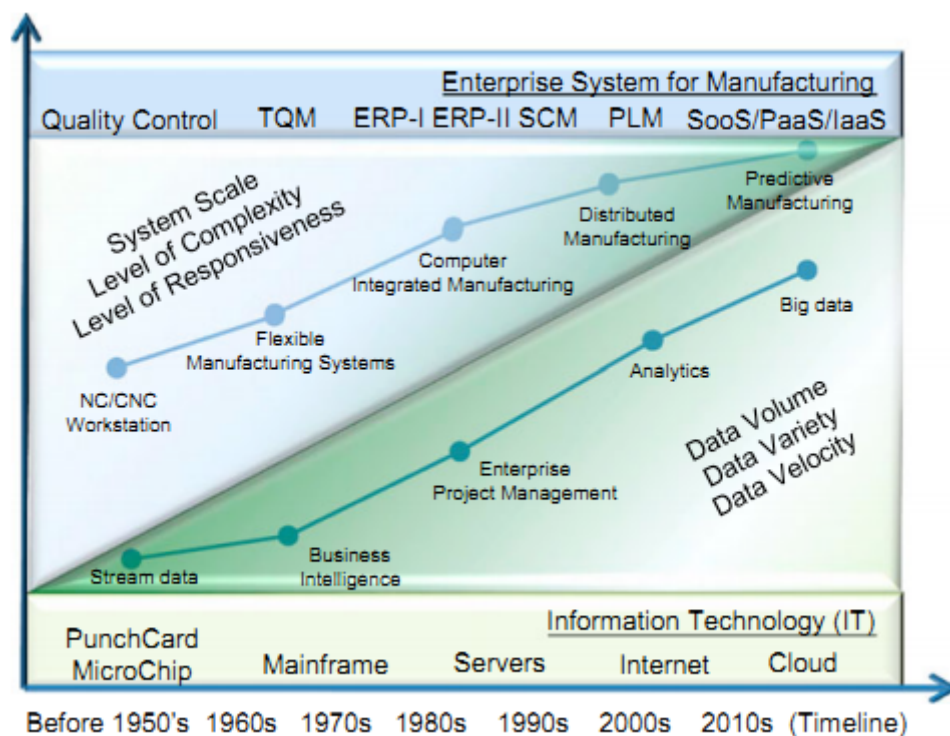 Enterprise System for Manufacturing
Quality Control TQM ERP-I ERP-II SCM PLM SooS/PaaS/IaaS
System Scale
Level of Complexity
Level of Responsiveness
Predictive
Manufacturing
Distributed
Manufacturing
Computer
Integrated Manufacturing
Flexible
Manufacturing Systems
NC/CNC
Workstation
Big data
Analytics
Enterprise
Project Management
Business
Intelligence
Stream data
Data Volume
Data Variety
Data Velocity
Information Technology (IT)
PunchCard
MicroChip
Mainframe Servers Internet Cloud
Before 1950's 1960s 1970s 1980s 1990s 2000s 2010s (Timeline)